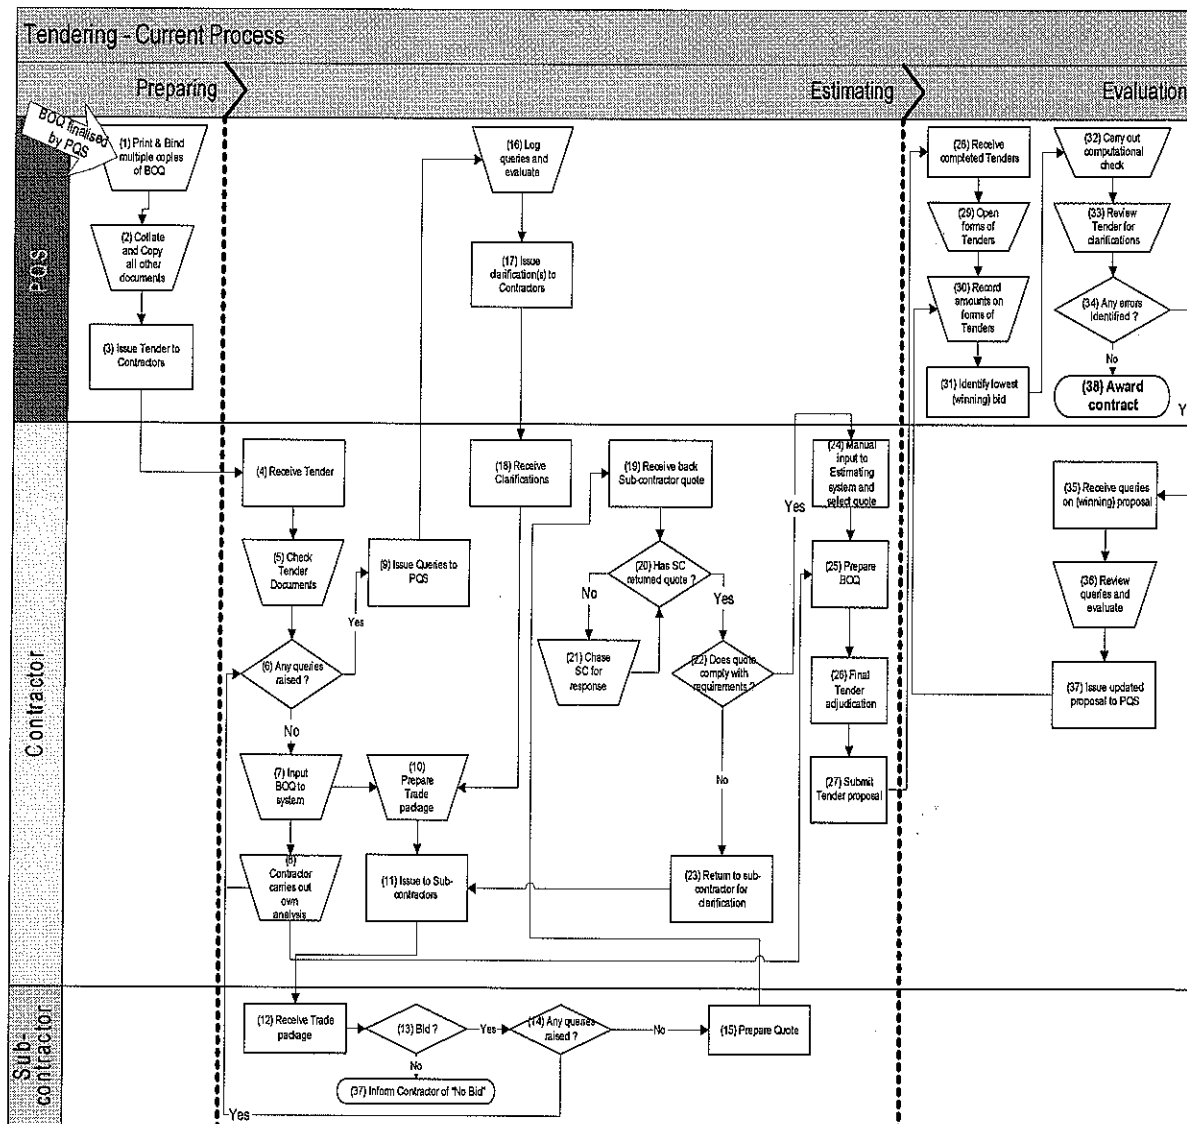 Tendering - Current Process
Preparing
Estimating
Evaluation
BOQ finalised
by PQS
PQS
(1) Print & Bind
multiple copies
of BOQ
(2) Collate
and Copy
all other
documents
(3) Issue Tender to
Contractors
(16) Log
queries and
evaluate
(17) Issue
clarification(s) to
Contractors
(28) Receive
completed Tenders
(29) Open
forms of
Tenders
(30) Record
amounts on
forms of
Tenders
(31) Identify lowest
(winning) bid
(32) Carry out
computational
check
(33) Review
Tender for
clarifications
(34) Any errors
identified ?
No
(38) Award
contract
Y
Contractor
(4) Receive Tender
(5) Check
Tender
Documents
(6) Any queries
raised ?
Yes
No
(7) Input
BOQ to
system
(8)
Contractor
carries out
own
analysis
(9) Issue Queries to
PQS
(10)
Prepare
Trade
package
(11) Issue to Sub-
contractors
(18) Receive
Clarifications
(19) Receive back
Sub-contractor quote
(20) Has SC
returned quote ?
No
Yes
(21) Chase
SC for
response
(22) Does quote
comply with
requirements ?
Yes
No
(23) Return to sub-
contractor for
clarification
(24) Manual
input to
Estimating
system and
select quote
(25) Prepare
BOQ
(26) Final
Tender
adjudication
(27) Submit
Tender proposal
(35) Receive queries
on (winning) proposal
(36) Review
queries and
evaluate
(37) Issue updated
proposal to PQS
Sub-
contractor
(12) Receive Trade
package
(13) Bid ?
Yes
No
(37) Inform Contractor of "No Bid"
(14) Any queries
raised ?
No
(15) Prepare Quote
Yes